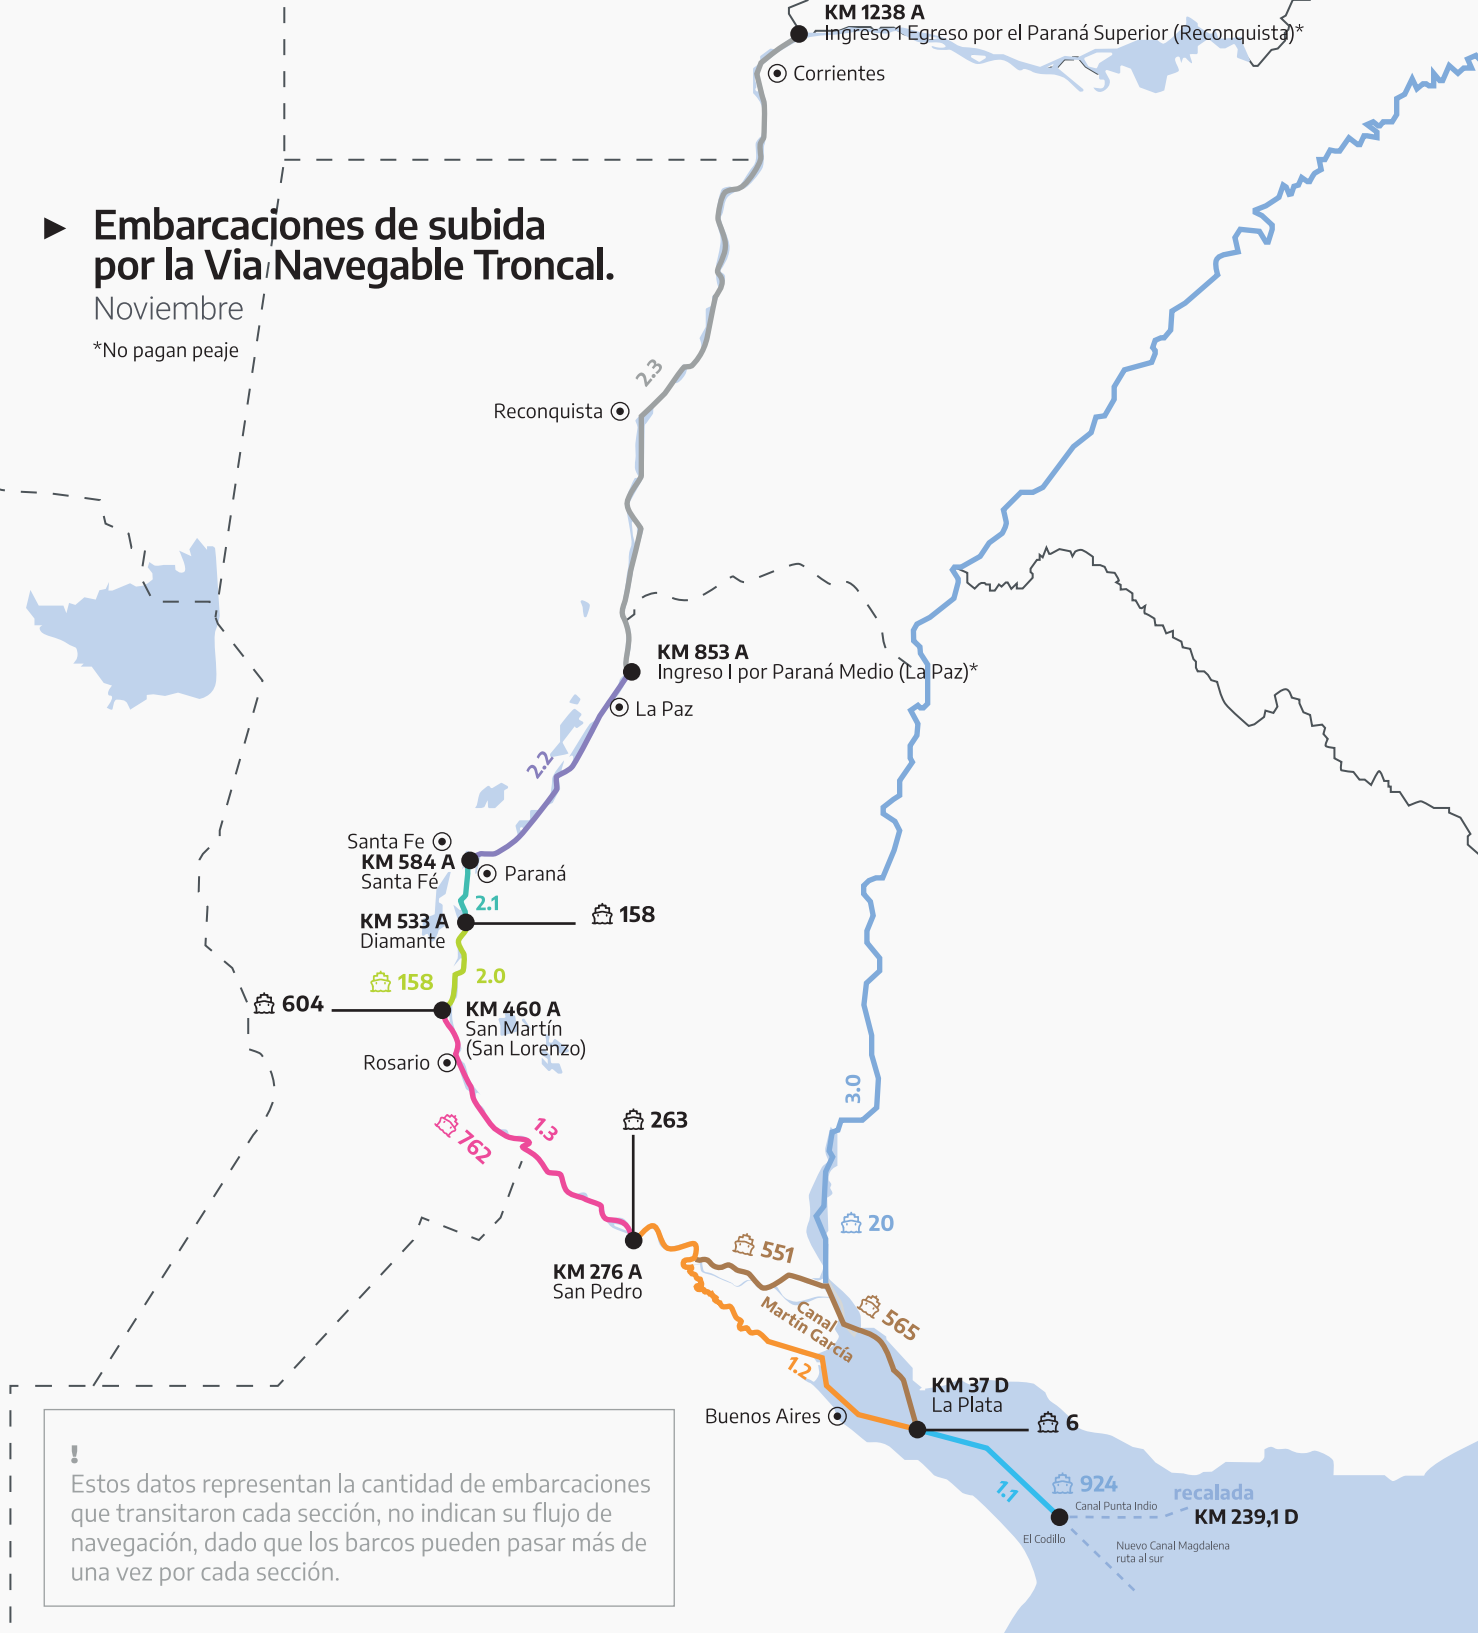 KM 1238 A
Ingreso 1 Egreso por el Paraná Superior (Reconquista)*
Corrientes
Embarcaciones de subida
por la Via Navegable Troncal.
Noviembre
*No pagan peaje
2.3
Reconquista
KM 853 A
Ingreso I por Paraná Medio (La Paz)*
La Paz
2.2
Santa Fe
KM 584 A
Santa Fé
Paraná
2.1
KM 533 A
Diamante
158
158
2.0
604
KM 460 A
San Martín
(San Lorenzo)
Rosario
762
1.3
263
3.0
20
KM 276 A
San Pedro
551
565
Canal
Martín García
1.2
KM 37 D
La Plata
Buenos Aires
6
1.1
924
recalada
Canal Punta Indio
KM 239,1 D
El Codillo
Nuevo Canal Magdalena
ruta al sur
!
Estos datos representan la cantidad de embarcaciones
que transitaron cada sección, no indican su flujo de
navegación, dado que los barcos pueden pasar más de
una vez por cada sección.